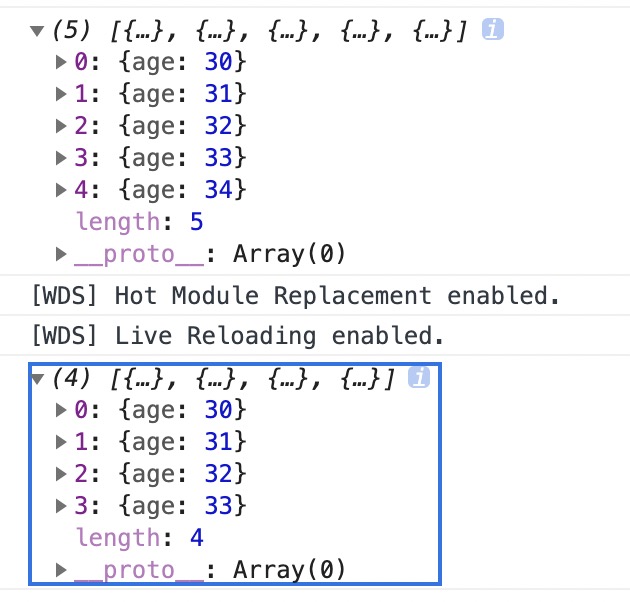 ▼(5) [{…}, {…}, {…}, {…}, {…}] i
▶0: {age: 30}
▶1: {age: 31}
▶2: {age: 32}
▶3: {age: 33}
▶4: {age: 34}
length: 5
▶__proto__: Array(0)
[WDS] Hot Module Replacement enabled.
[WDS] Live Reloading enabled.
▼(4) [{…}, {…}, {…}, {…}] i
▶0: {age: 30}
▶1: {age: 31}
▶2: {age: 32}
▶3: {age: 33}
length: 4
▶__proto__: Array(0)